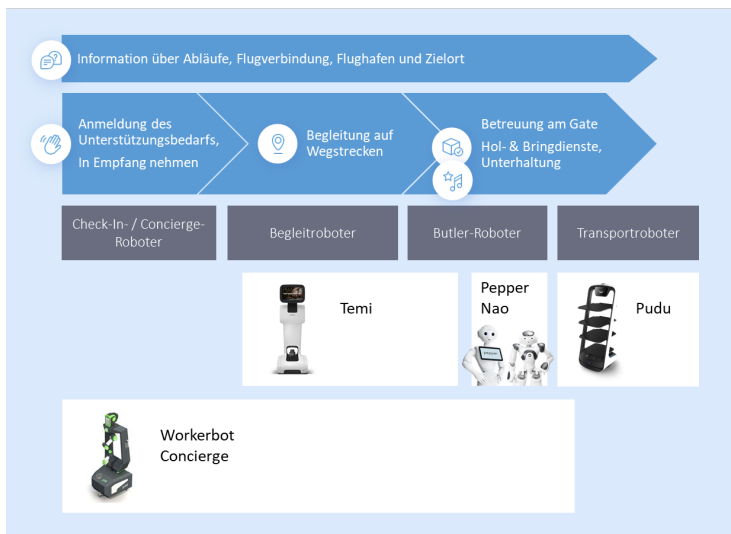 Information über Abläufe, Flugverbindung, Flughafen und Zielort
Anmeldung des
Unterstützungsbedarfs,
In Empfang nehmen
Begleitung auf
Wegstrecken
Betreuung am Gate
Hol- & Bringdienste,
Unterhaltung
Check-In- / Concierge-
Roboter
Begleitroboter
Butler-Roboter
Transportroboter
Temi
Pepper
Nao
pepper
Pudu
Workerbot
Concierge